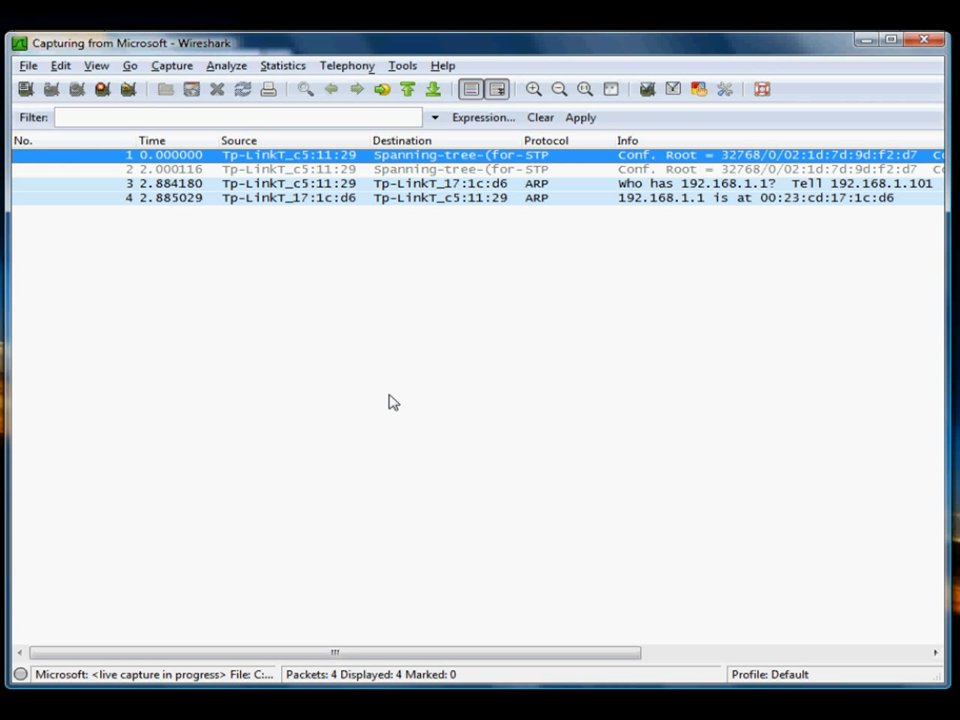 Capturing from Microsoft - Wireshark
File Edit View Go Capture Analyze Statistics Telephony Tools Help
Filter: Expression... Clear Apply
No. Time Source Destination Protocol Info
1 0.000000 Tp-LinkT_c5:11:29 Spanning-tree-(for- STP Conf. Root = 32768/0/02:1d:7d:9d:f2:d7
2 2.000116 Tp-LinkT_c5:11:29 Spanning-tree-(for- STP Conf. Root = 32768/0/02:1d:7d:9d:f2:d7
3 2.884180 Tp-LinkT_c5:11:29 Tp-LinkT_17:1c:d6 ARP Who has 192.168.1.1? Tell 192.168.1.101
4 2.885029 Tp-LinkT_17:1c:d6 Tp-LinkT_c5:11:29 ARP 192.168.1.1 is at 00:23:cd:17:1c:d6
Microsoft: <live capture in progress> File: C:... Packets: 4 Displayed: 4 Marked: 0 Profile: Default